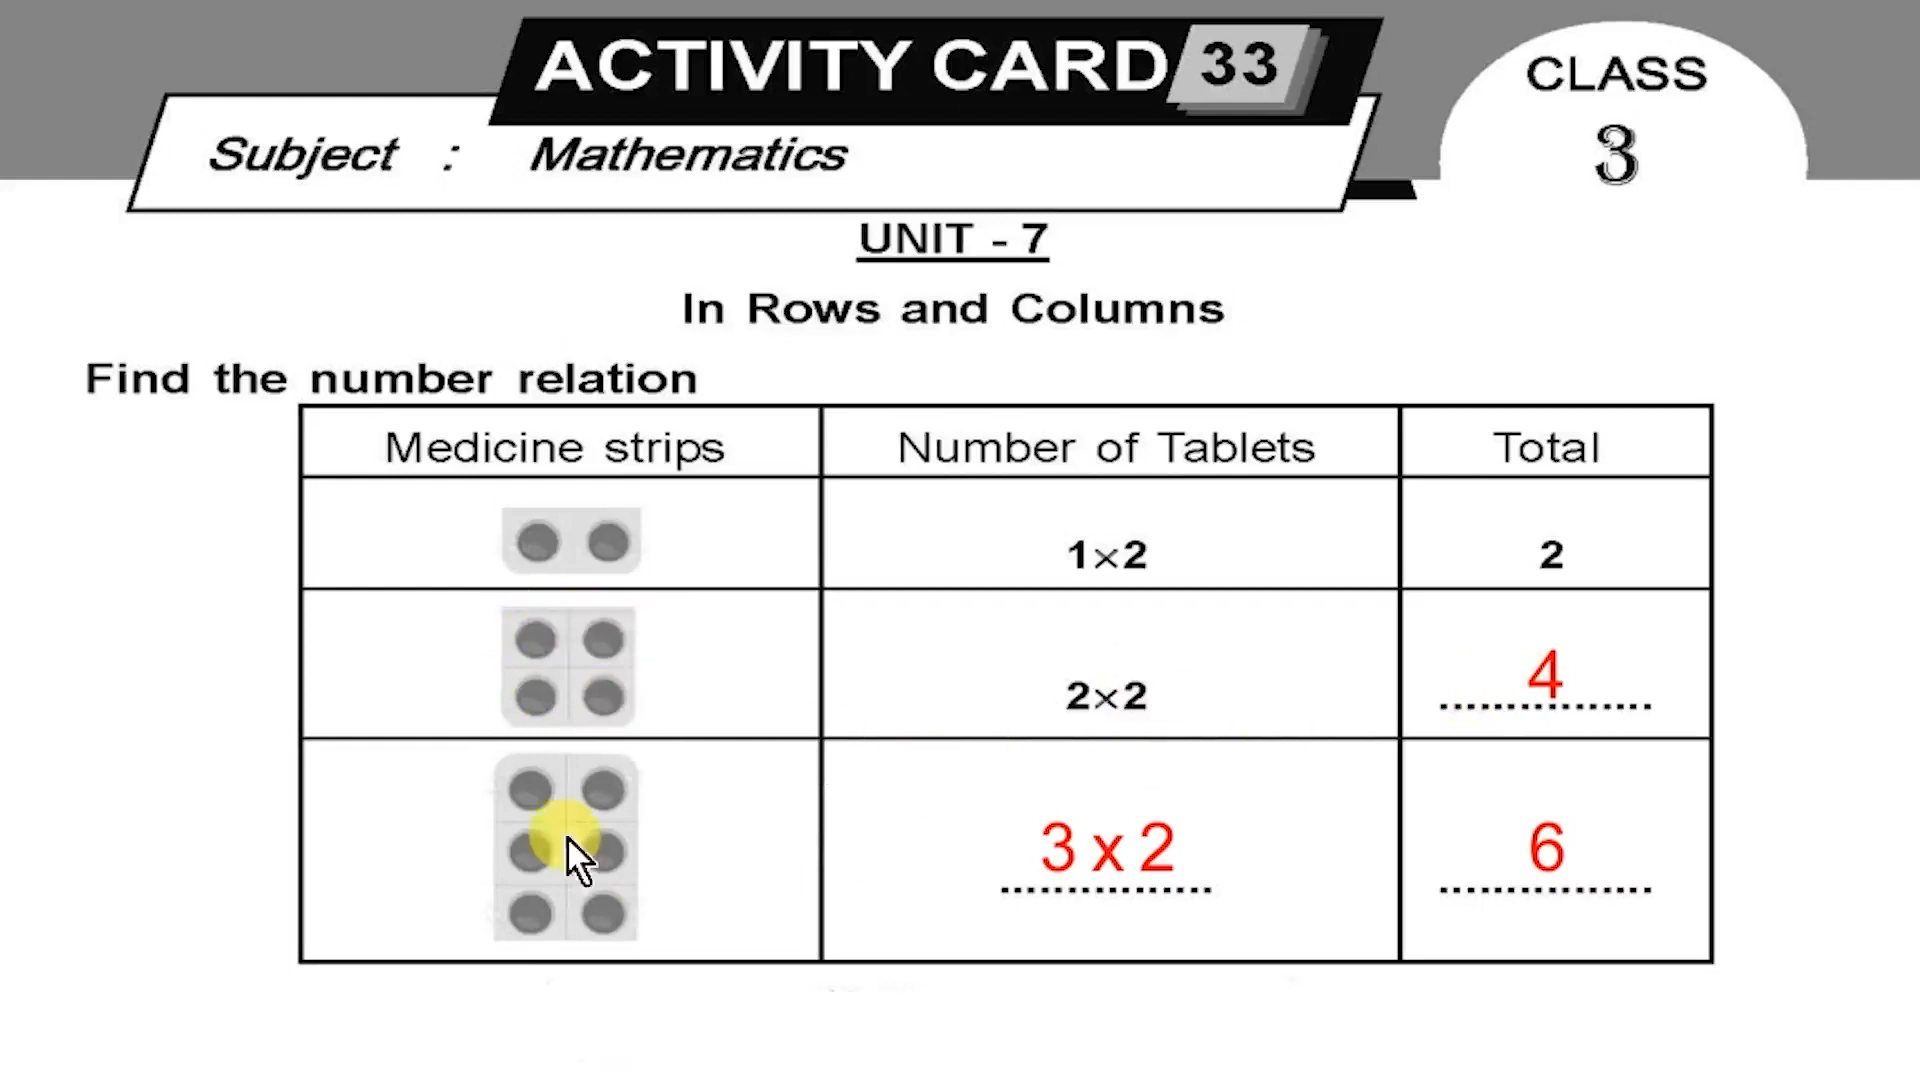 ACTIVITY CARD 33
CLASS
3
Subject : Mathematics
UNIT - 7
In Rows and Columns
Find the number relation
Medicine strips Number of Tablets Total
1×2 2
2×2 4
3 x 2 6